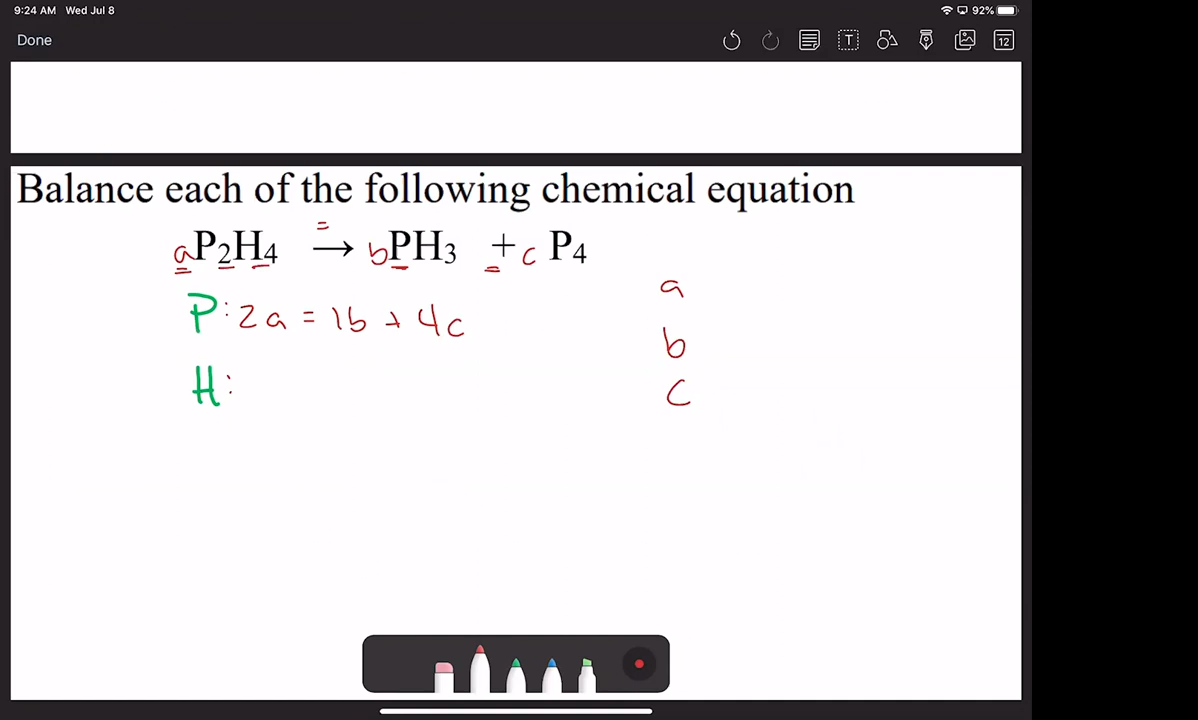 9:24 AM Wed Jul 8 92%
Done T 12
Balance each of the following chemical equation
aP₂H₄ = → bPH₃ + c P₄
P: 2a = 1b + 4c
a
b
H:
c